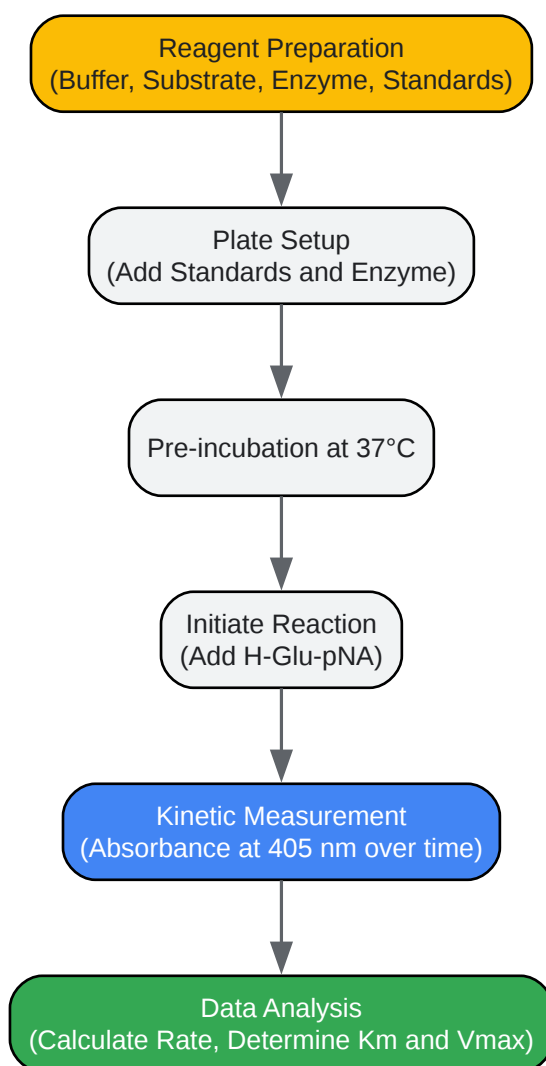 Reagent Preparation
(Buffer, Substrate, Enzyme, Standards)
Plate Setup
(Add Standards and Enzyme)
Pre-incubation at 37°C
Initiate Reaction
(Add H-Glu-pNA)
Kinetic Measurement
(Absorbance at 405 nm over time)
Data Analysis
(Calculate Rate, Determine Km and Vmax)